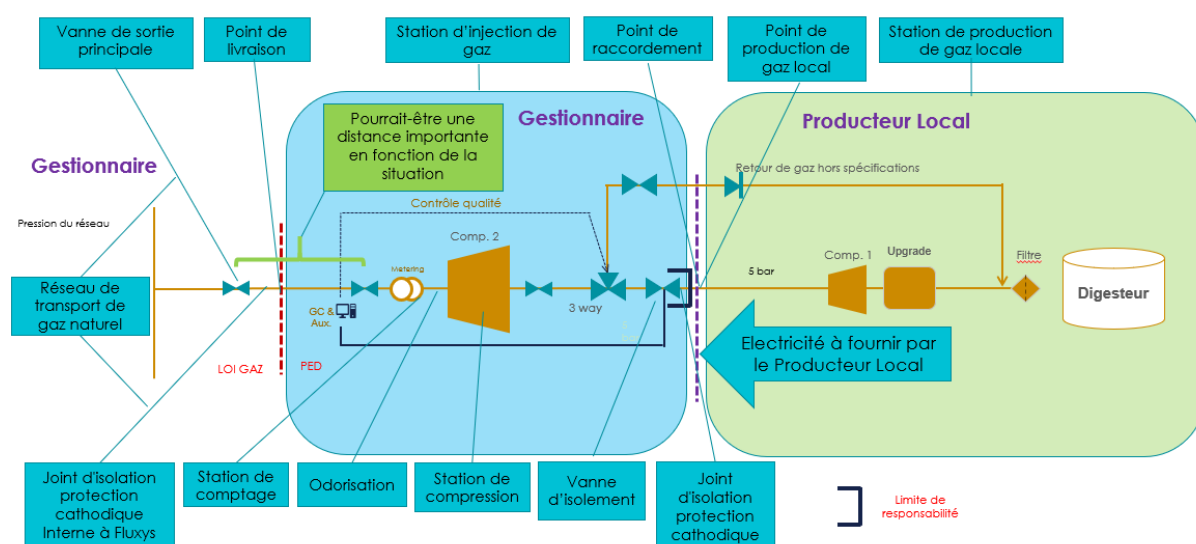 Vanne de sortie
principale
Point de
livraison
Station d'injection de
gaz
Point de
raccordement
Point de
production de
gaz local
Station de production
de gaz locale
Gestionnaire
Pourrait-être une
distance importante
en fonction de la
situation
Gestionnaire
Producteur Local
Retour de gaz hors spécifications
Contrôle qualité
Pression du réseau
Comp. 2
Metering
Comp. 1
Upgrade
Filtre
5 bar
Réseau de
transport de
gaz naturel
GC &
Aux.
3 way
Digesteur
Electricité à fournir par
le Producteur Local
LOI GAZ
PED
Joint d'isolation
protection
cathodique
Interne à Fluxys
Station de
comptage
Odorisation
Station de
compression
Vanne
d'isolement
Joint
d'isolation
protection
cathodique
Limite de
responsabilité